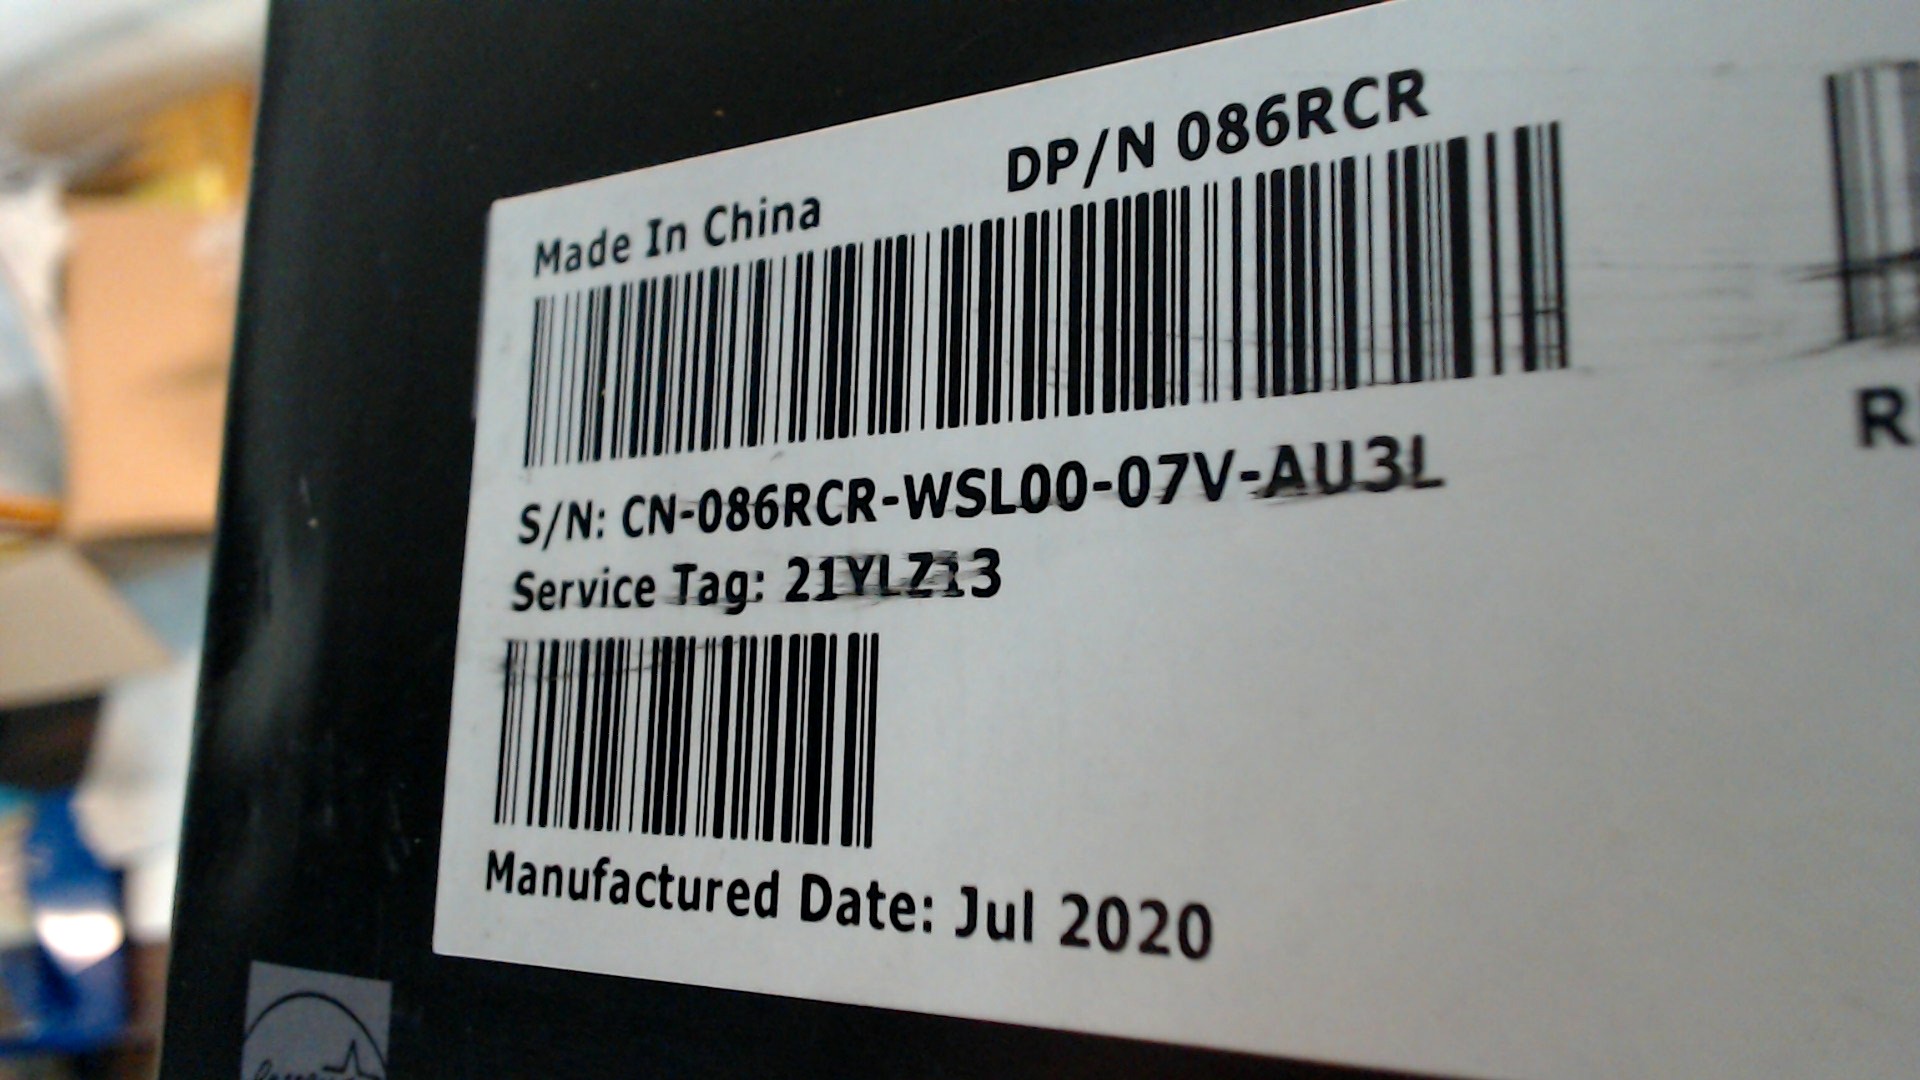 Made In China
DP/N 086RCR
S/N: CN-086RCR-WSL00-07V-AU3L
Service Tag: 21YLZ13
Manufactured Date: Jul 2020